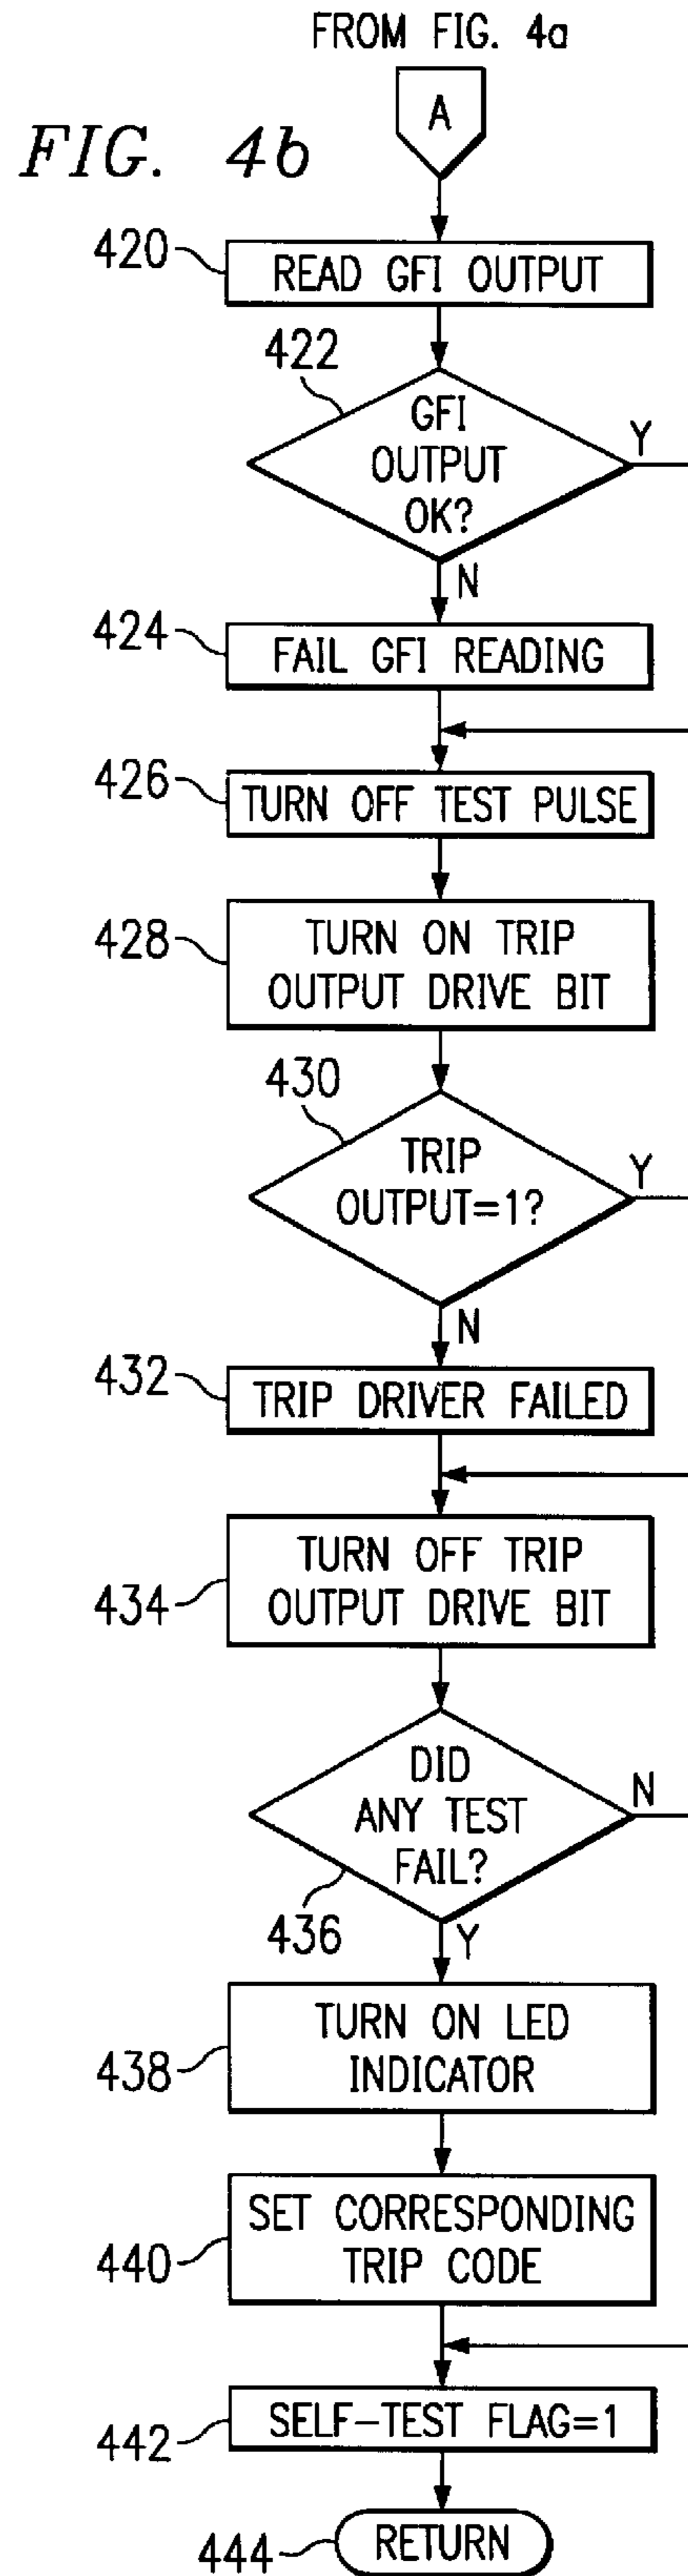 FROM FIG. 4a
A
FIG. 4b
420
READ GFI OUTPUT
422
GFI
OUTPUT
OK?
Y
N
424
FAIL GFI READING
426
TURN OFF TEST PULSE
428
TURN ON TRIP
OUTPUT DRIVE BIT
430
TRIP
OUTPUT=1?
Y
N
432
TRIP DRIVER FAILED
434
TURN OFF TRIP
OUTPUT DRIVE BIT
DID
ANY TEST
FAIL?
N
436
Y
438
TURN ON LED
INDICATOR
440
SET CORRESPONDING
TRIP CODE
442
SELF-TEST FLAG=1
444
RETURN